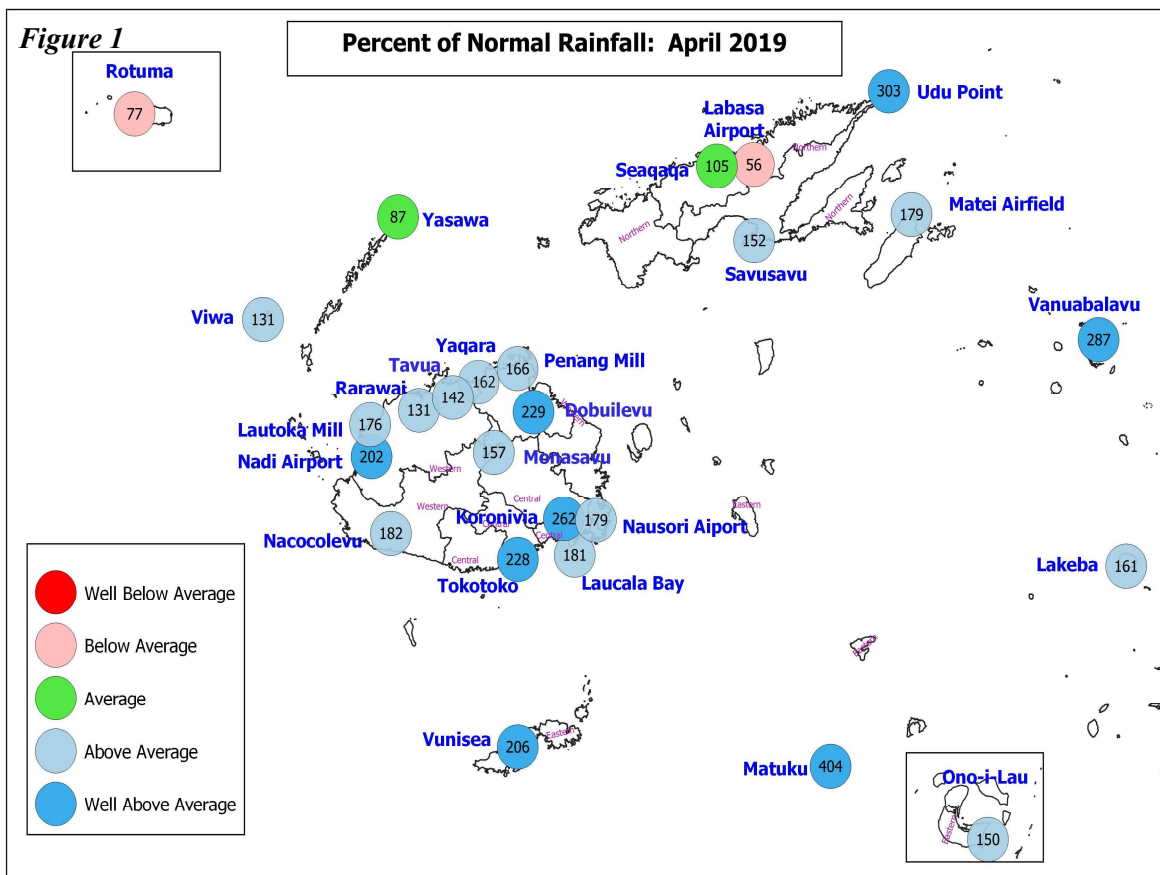 Figure 1
Percent of Normal Rainfall: April 2019
Rotuma
77
303
Udu Point
Labasa
Airport
Northern
Seaqaqa
105
56
87
Yasawa
Northern
Northern
179
Matei Airfield
152
Savusavu
Viwa
131
Vanuabalavu
287
Yaqara
Tavua
166
Penang Mill
162
Rarawai
142
131
229
Dobuilevu
Lautoka Mill
176
Nadi Airport
202
157
Monasavu
Western
Western
Central
Eastern
Koronivia
262
179
Nausori Aiport
Central
Central
Nacocolevu
182
Central
228
181
Tokotoko
Laucala Bay
Lakeba
161
Well Below Average
Below Average
Average
Above Average
Well Above Average
Eastern
Vunisea
206
Eastern
Matuku
404
Ono-i-Lau
Eastern
150